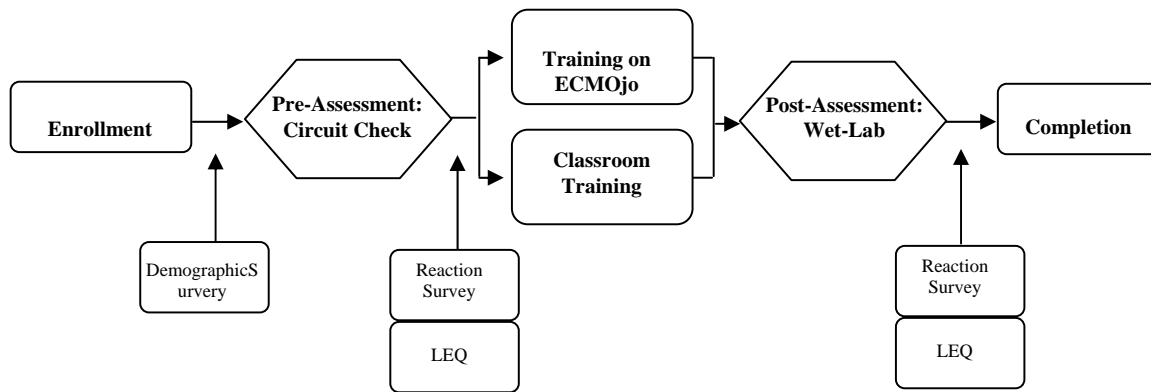 Enrollment
Pre-Assessment:
Circuit Check
Training on
ECMOjo
Classroom
Training
Post-Assessment:
Wet-Lab
Completion
DemographicS
urvery
Reaction
Survey
LEQ
Reaction
Survey
LEQ